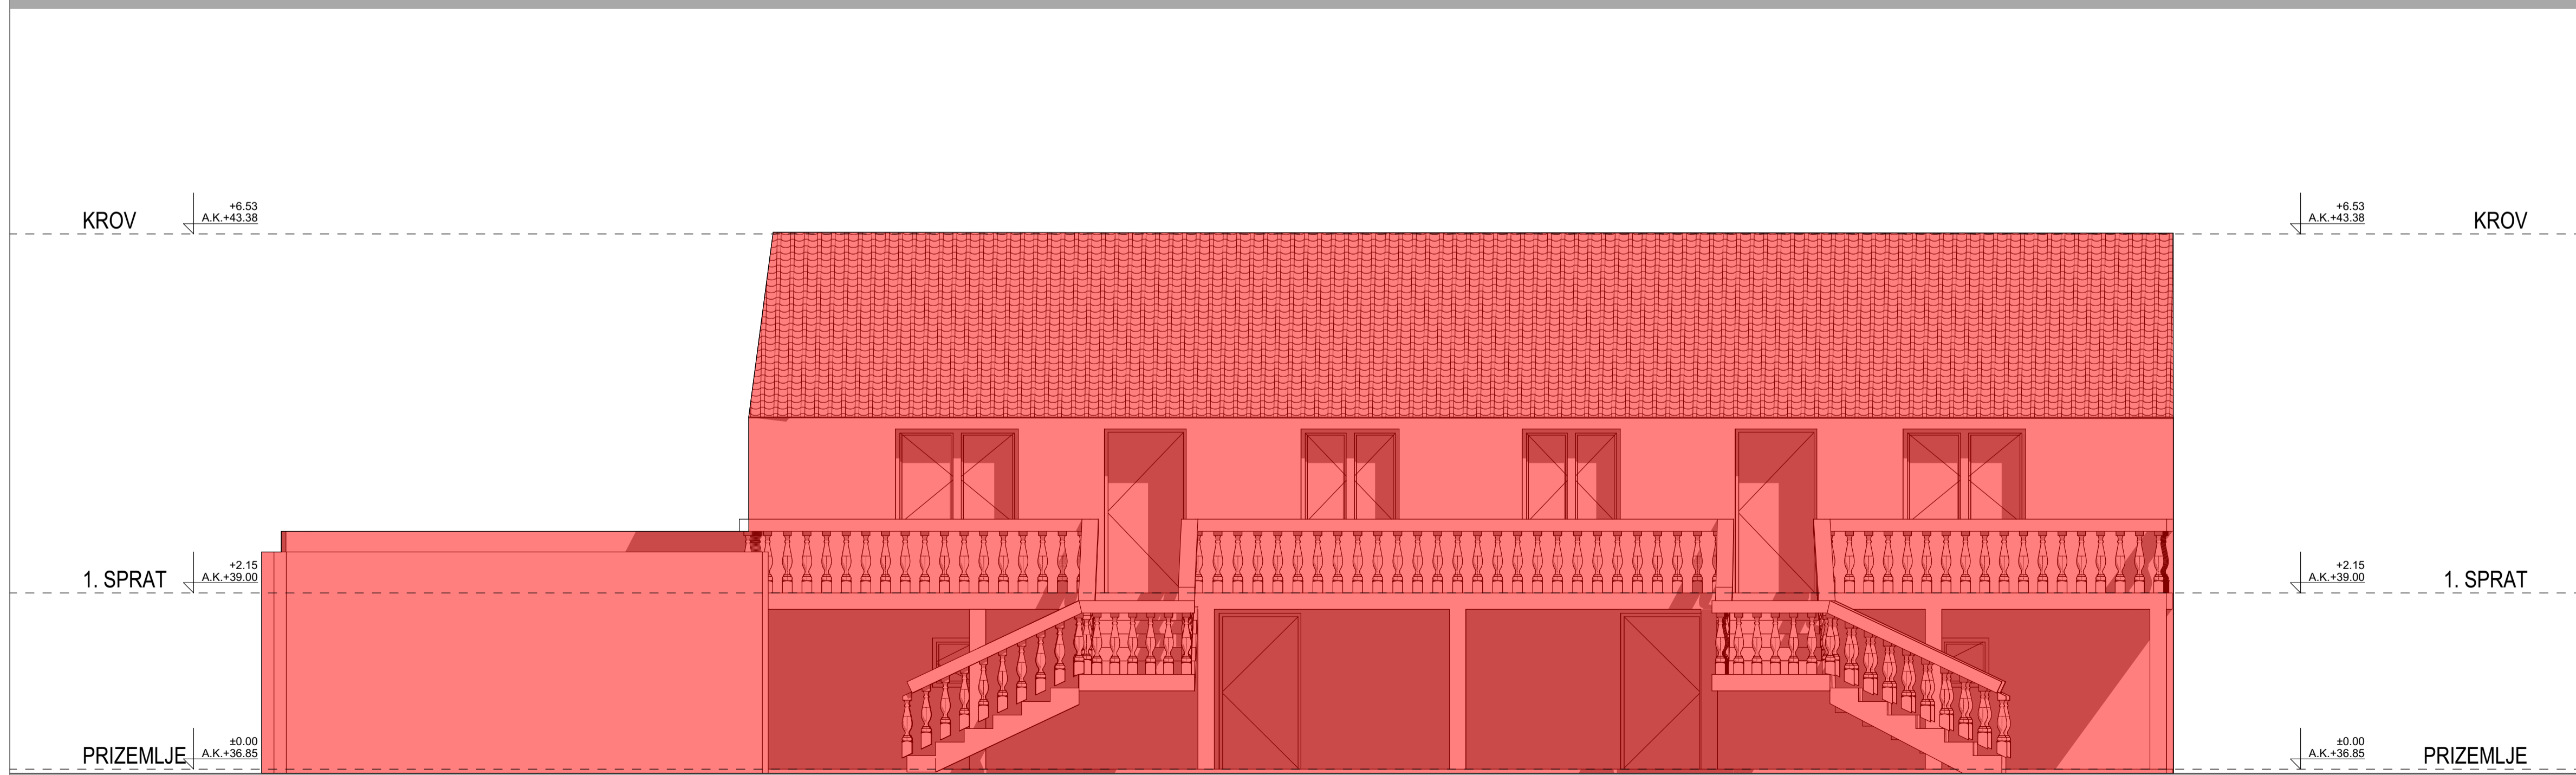 KROV
+6.53
A.K.+43.38
+6.53
A.K.+43.38
KROV
1. SPRAT
+2.15
A.K.+39.00
+2.15
A.K.+39.00
1. SPRAT
PRIZEMLJE
±0.00
A.K.+36.85
±0.00
A.K.+36.85
PRIZEMLJE